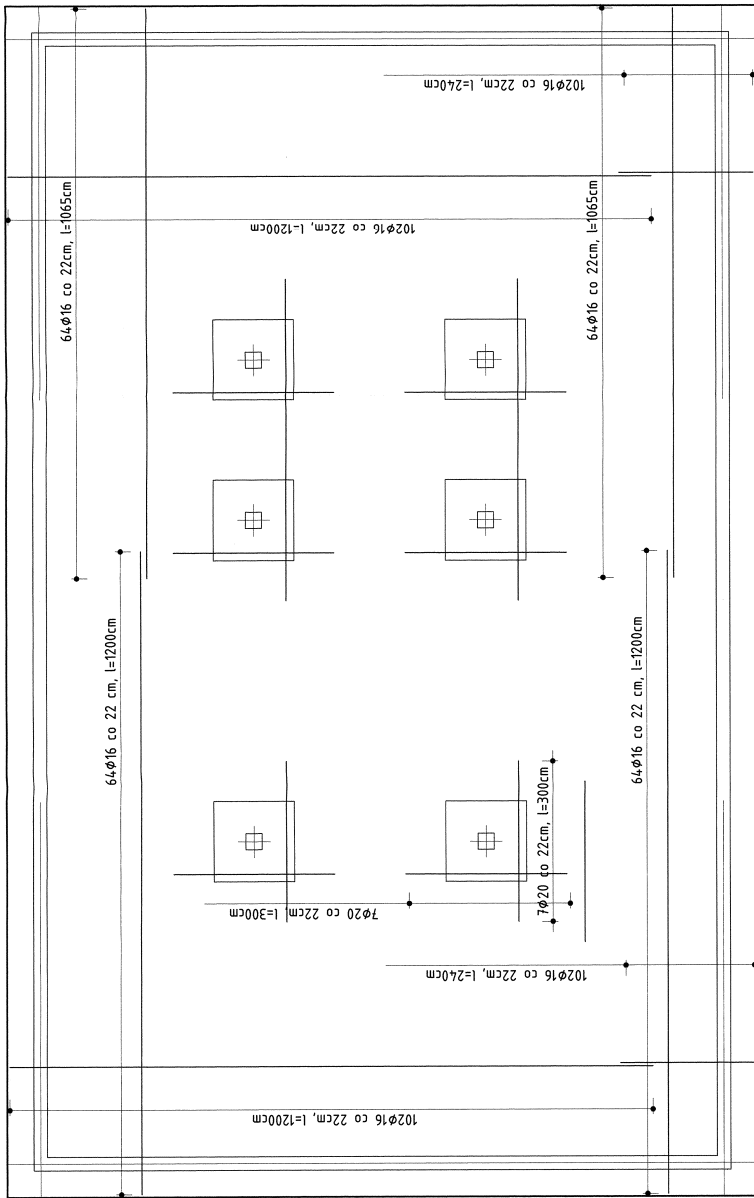 102ϕ16 co 22cm, l=240cm
64ϕ16 co 22cm, l=1065cm
64ϕ16 co 22cm, l=1065cm
102ϕ16 co 22cm, l=1200cm
64ϕ16 co 22 cm, l=1200cm
64ϕ16 co 22 cm, l=1200cm
7ϕ20 co 22cm, l=300cm
7ϕ20 co 22cm, l=300cm
102ϕ16 co 22cm, l=240cm
102ϕ16 co 22cm, l=1200cm